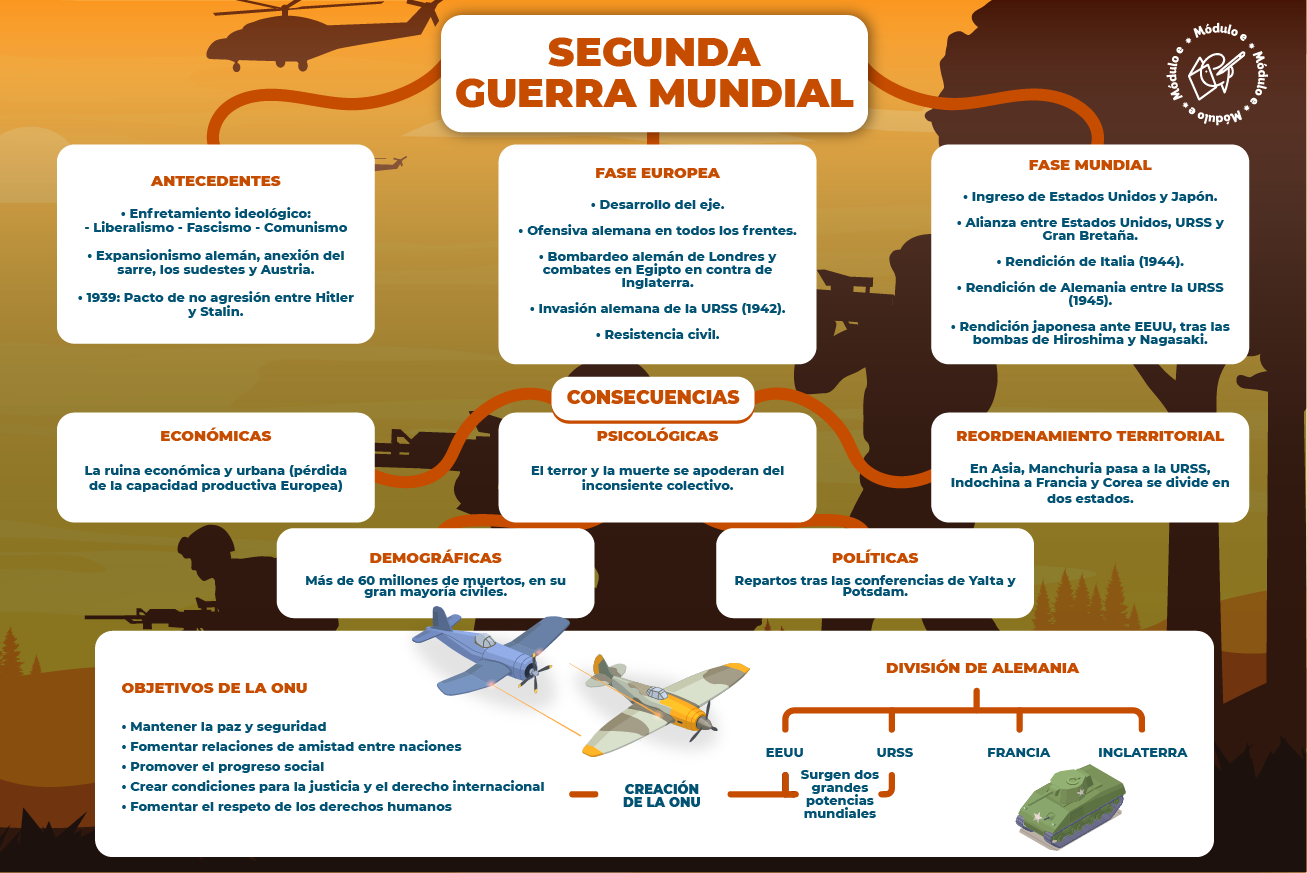 SEGUNDA
GUERRA MUNDIAL
Módulo e * Módulo e * Módulo e * Módulo e *
ANTECEDENTES
• Enfretamiento ideológico:
- Liberalismo - Fascismo - Comunismo
• Expansionismo alemán, anexión del
sarre, los sudestes y Austria.
• 1939: Pacto de no agresión entre Hitler
y Stalin.
FASE EUROPEA
• Desarrollo del eje.
• Ofensiva alemana en todos los frentes.
• Bombardeo alemán de Londres y
combates en Egipto en contra de
Inglaterra.
• Invasión alemana de la URSS (1942).
• Resistencia civil.
FASE MUNDIAL
• Ingreso de Estados Unidos y Japón.
• Alianza entre Estados Unidos, URSS y
Gran Bretaña.
• Rendición de Italia (1944).
• Rendición de Alemania entre la URSS
(1945).
• Rendición japonesa ante EEUU, tras las
bombas de Hiroshima y Nagasaki.
CONSECUENCIAS
ECONÓMICAS
La ruina económica y urbana (pérdida
de la capacidad productiva Europea)
PSICOLÓGICAS
El terror y la muerte se apoderan del
inconsiente colectivo.
REORDENAMIENTO TERRITORIAL
En Asia, Manchuria pasa a la URSS,
Indochina a Francia y Corea se divide en
dos estados.
DEMOGRÁFICAS
Más de 60 millones de muertos, en su
gran mayoría civiles.
POLÍTICAS
Repartos tras las conferencias de Yalta y
Potsdam.
OBJETIVOS DE LA ONU
• Mantener la paz y seguridad
• Fomentar relaciones de amistad entre naciones
• Promover el progreso social
• Crear condiciones para la justicia y el derecho internacional
• Fomentar el respeto de los derechos humanos
CREACIÓN
DE LA ONU
DIVISIÓN DE ALEMANIA
EEUU
URSS
FRANCIA
INGLATERRA
Surgen dos
grandes
potencias
mundiales